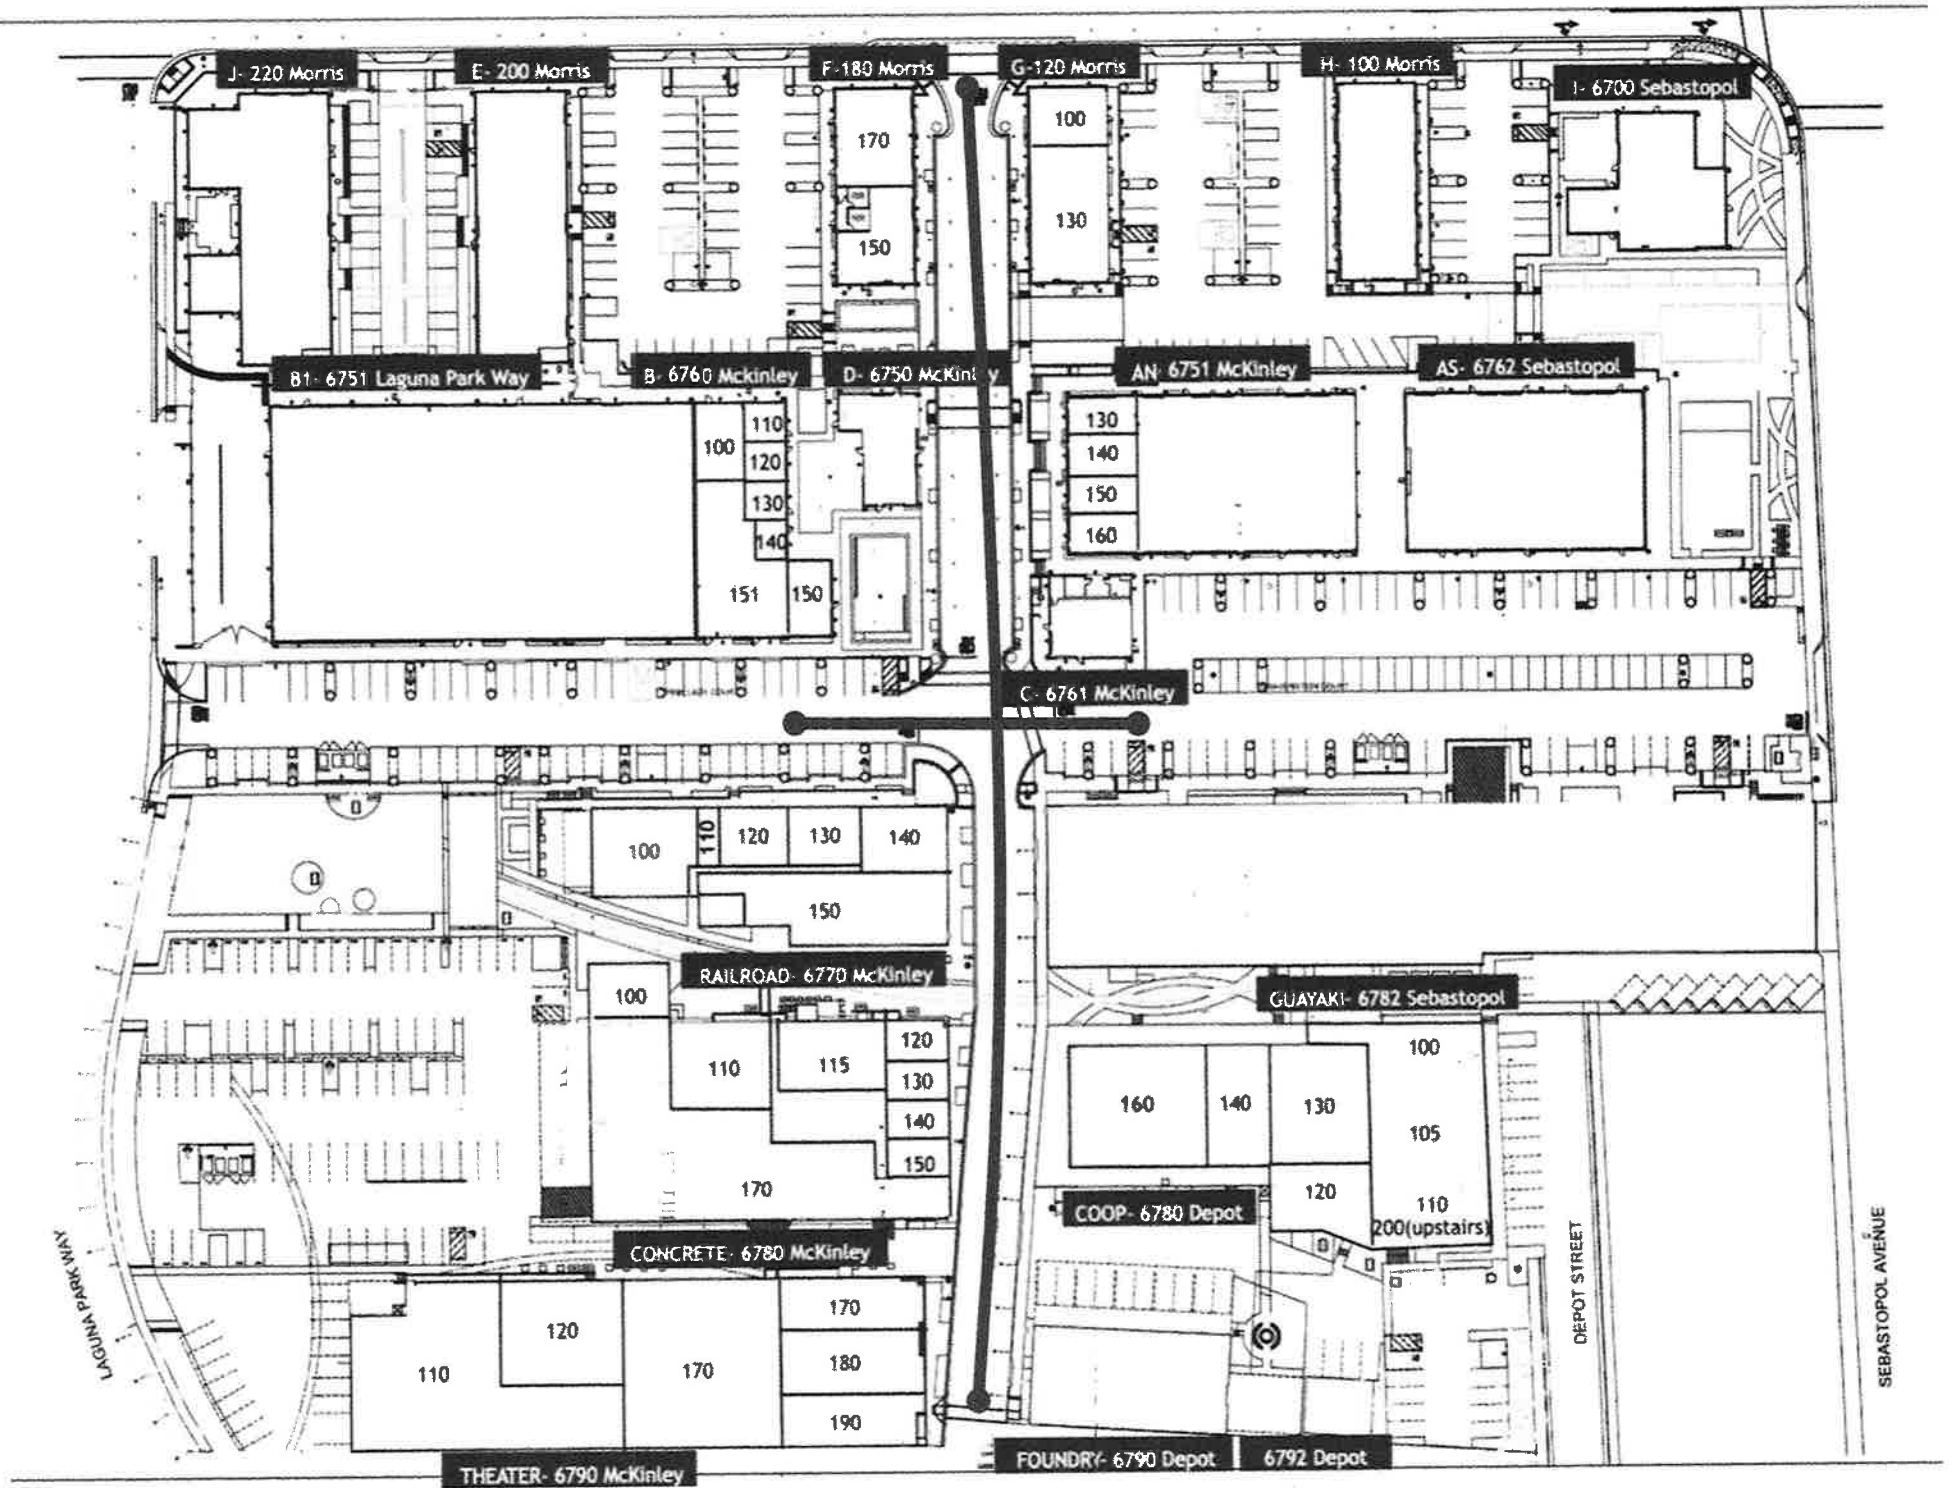 J- 220 Morris
E- 200 Morris
F-180 Morris
G-120 Morris
H- 100 Morris
I- 6700 Sebastopol
170
150
100
130
B1- 6751 Laguna Park Way
B- 6760 Mckinley
D- 6750 McKinley
AN- 6751 McKinley
AS- 6762 Sebastopol
100
110
120
130
140
151
150
130
140
150
160
C- 6761 McKinley
100
110
120
130
140
150
RAILROAD- 6770 McKinley
GUAYAKI- 6782 Sebastopol
100
110
115
120
130
140
150
170
160
140
130
120
100
105
110
200(upstairs)
COOP- 6780 Depot
CONCRETE- 6780 McKinley
LAGUNA PARK WAY
DEPOT STREET
SEBASTOPOL AVENUE
110
120
170
170
180
190
THEATER- 6790 McKinley
FOUNDRY- 6790 Depot
6792 Depot